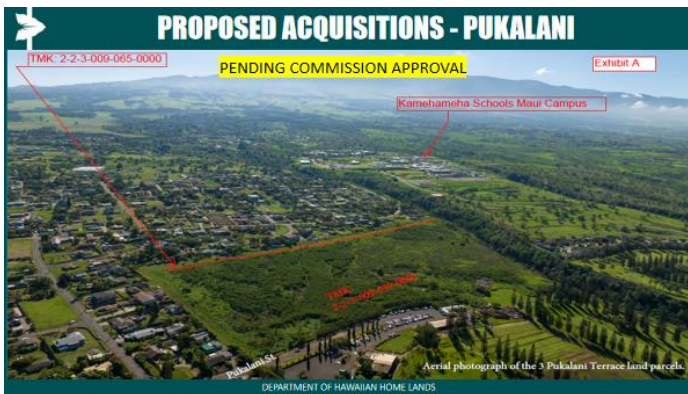 PROPOSED ACQUISITIONS - PUKALANI
TMK: 2-2-3-009-065-0000
PENDING COMMISSION APPROVAL
Exhibit A
Kamehameha Schools Maui Campus
TMK
Pukalani St.
Aerial photograph of the 3 Pukalani Terrace land parcels.
DEPARTMENT OF HAWAIIAN HOME LANDS